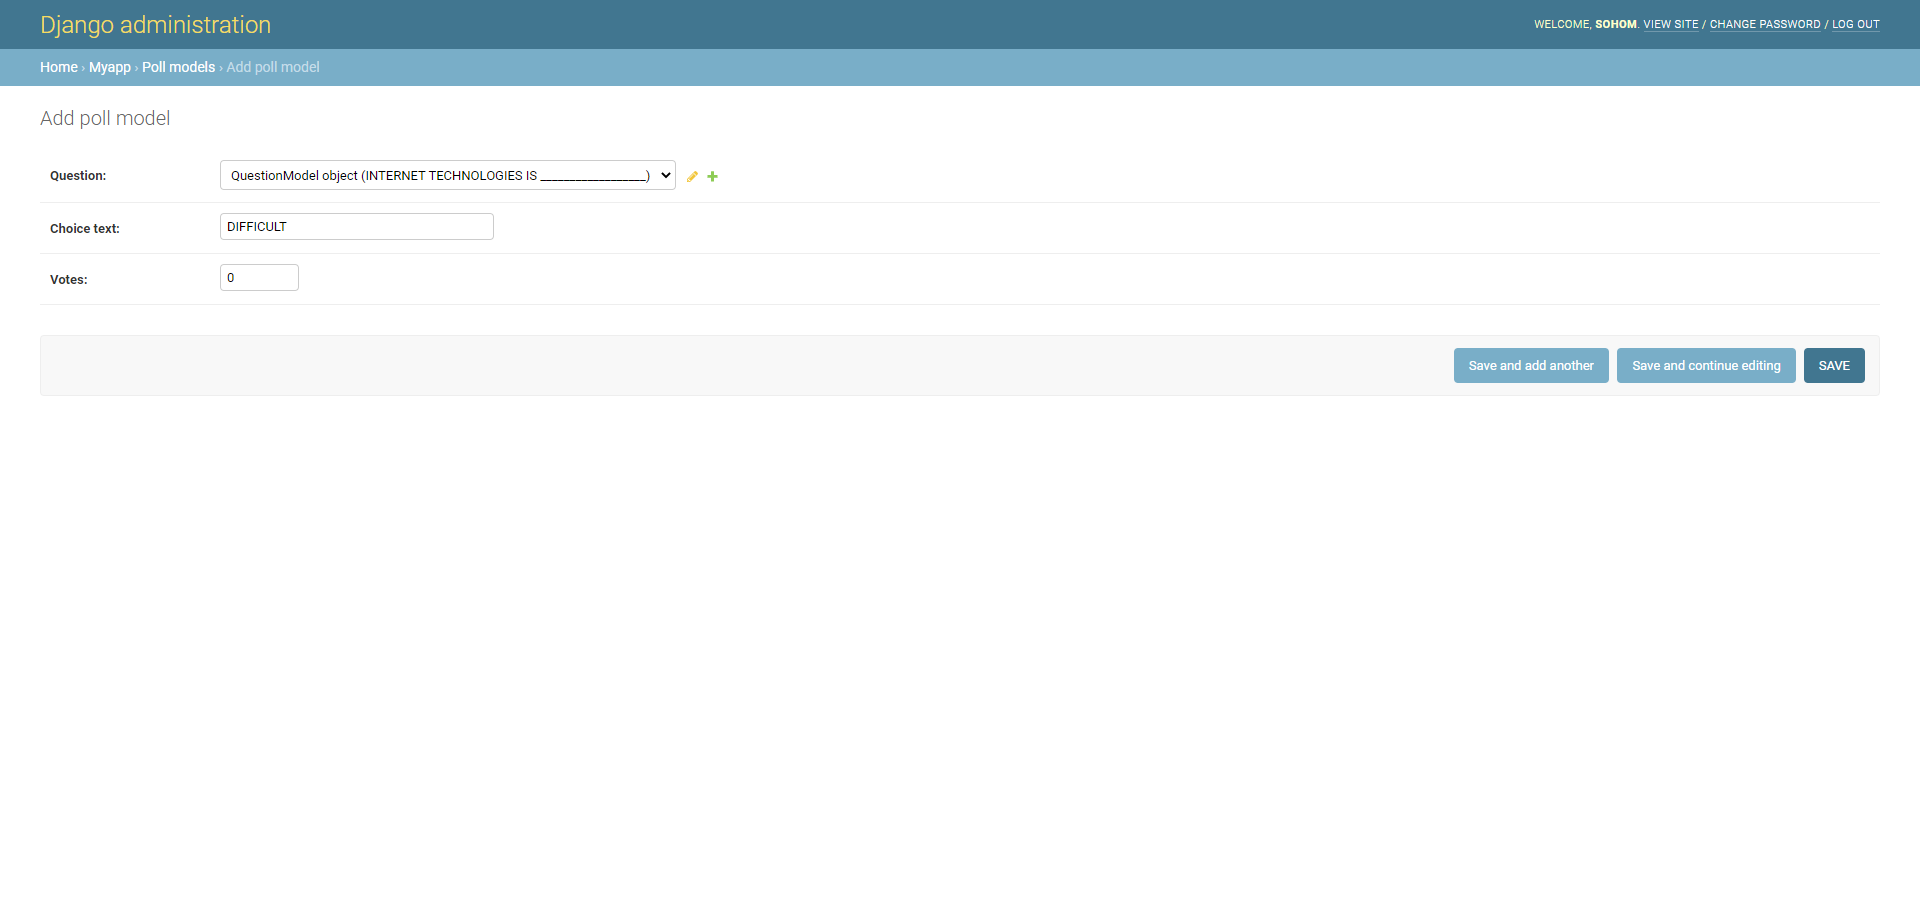 Django administration
WELCOME, SOHOM. VIEW SITE / CHANGE PASSWORD / LOG OUT
Home › Myapp › Poll models › Add poll model
Add poll model
Question: QuestionModel object (INTERNET TECHNOLOGIES IS __________________)
Choice text: DIFFICULT
Votes: 0
Save and add another Save and continue editing SAVE